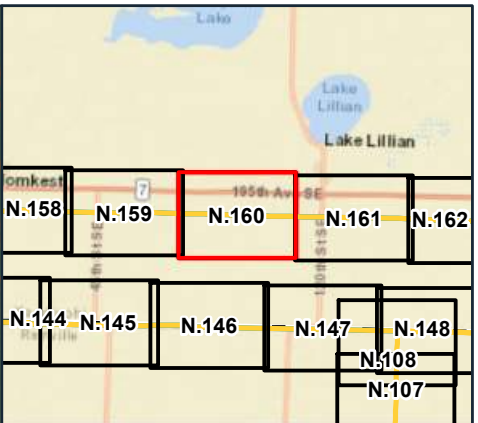 Lake
Lake
Lillian
Lake Lillian
omkest
7
195th Ave SE
N.158
N.159
N.160
N.161
N.162
N.144
N.145
N.146
N.147
N.148
N.108
N.107